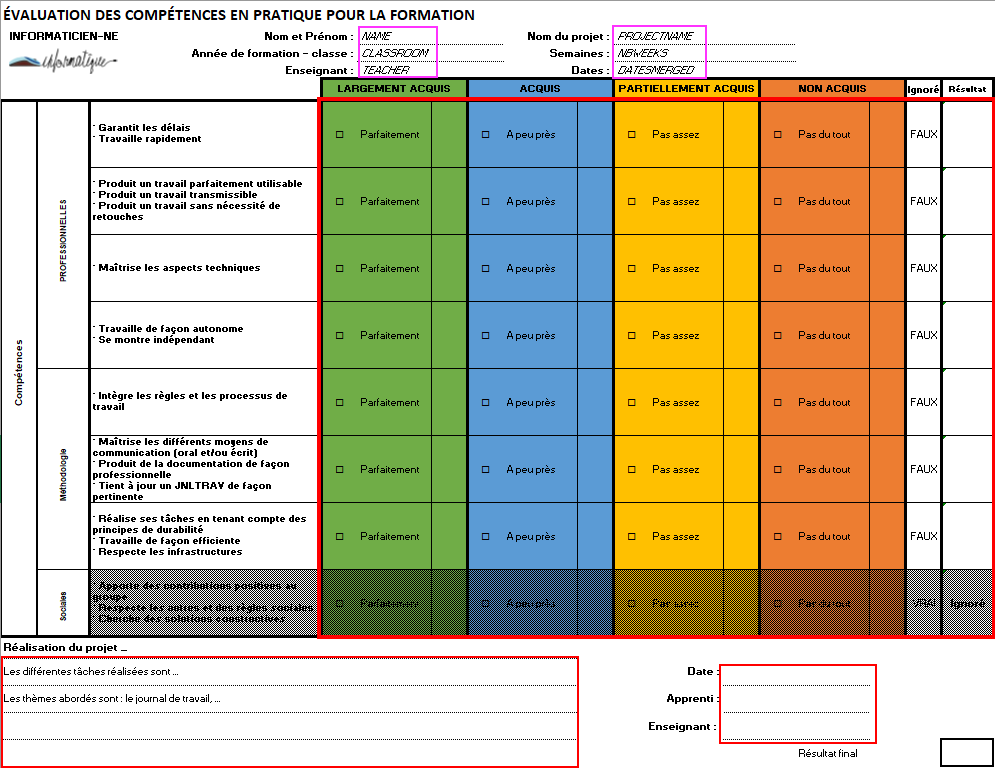 ÉVALUATION DES COMPÉTENCES EN PRATIQUE POUR LA FORMATION
INFORMATICIEN-NE
informatique
Nom et Prénom : NAME
Nom du projet : PROJECTNAME
Année de formation - classe : CLASSROOM
Semaines : NBWEEKS
Enseignant : TEACHER
Dates : DATESMERGED
LARGEMENT ACQUIS ACQUIS PARTIELLEMENT ACQUIS NON ACQUIS Ignoré Résultat
Compétences
PROFESSIONNELLES
· Garantit les délais
· Travaille rapidement
Parfaitement A peu près Pas assez Pas du tout FAUX
· Produit un travail parfaitement utilisable
· Produit un travail transmissible
· Produit un travail sans nécessité de
retouches
Parfaitement A peu près Pas assez Pas du tout FAUX
· Maîtrise les aspects techniques
Parfaitement A peu près Pas assez Pas du tout FAUX
· Travaille de façon autonome
· Se montre indépendant
Parfaitement A peu près Pas assez Pas du tout FAUX
Méthodologie
· Intègre les règles et les processus de
travail
Parfaitement A peu près Pas assez Pas du tout FAUX
· Maîtrise les différents moyens de
communication (oral et/ou écrit)
· Produit de la documentation de façon
professionnelle
· Tient à jour un JNLTRAV de façon
pertinente
Parfaitement A peu près Pas assez Pas du tout FAUX
· Réalise ses tâches en tenant compte des
principes de durabilité
· Travaille de façon efficiente
· Respecte les infrastructures
Parfaitement A peu près Pas assez Pas du tout FAUX
Sociales
· Apporte des contributions positives au
groupe
· Respecte les autres et des règles sociales
· Cherche des solutions constructives
Parfaitement A peu près Pas assez Pas du tout VRAI Ignoré
Réalisation du projet ...
Les différentes tâches réalisées sont ...
Les thèmes abordés sont : le journal de travail, ...
Date :
Apprenti :
Enseignant :
Résultat final